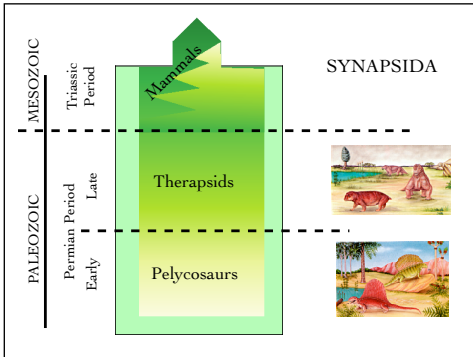 MESOZOIC
Triassic
Period
Mammals
SYNAPSIDA
PALEOZOIC
Permian Period
Late
Early
Therapsids
Pelycosaurs